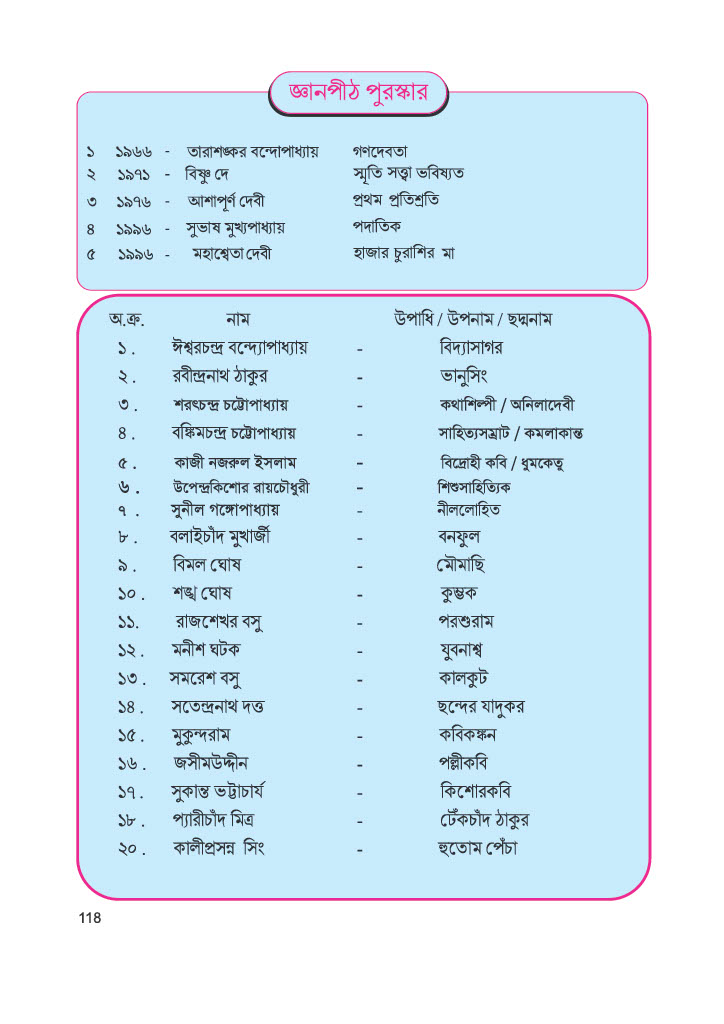 জ্ঞানপীঠ পুরস্কার
১ ১৯৬৬ - তারাশঙ্কর বন্দোপাধ্যায় গণদেবতা
২ ১৯৭১ - বিষ্ণু দে স্মৃতি সত্ত্বা ভবিষ্যত
৩ ১৯৭৬ - আশাপূর্ণ দেবী প্রথম প্রতিশ্রুতি
৪ ১৯৯৬ - সুভাষ মুখ্যপাধ্যায় পদাতিক
৫ ১৯৯৬ - মহাশ্বেতা দেবী হাজার চুরাশির মা
অ.ক্র. নাম উপাধি / উপনাম / ছদ্মনাম
১ . ঈশ্বরচন্দ্র বন্দ্যোপাধ্যায় - বিদ্যাসাগর
২ . রবীন্দ্রনাথ ঠাকুর - ভানুসিং
৩ . শরৎচন্দ্র চট্টোপাধ্যায় - কথাশিল্পী / অনিলাদেবী
৪ . বঙ্কিমচন্দ্র চট্টোপাধ্যায় - সাহিত্যসম্রাট / কমলাকান্ত
৫ . কাজী নজরুল ইসলাম - বিদ্রোহী কবি / ধুমকেতু
৬ . উপেন্দ্রকিশোর রায়চৌধুরী - শিশুসাহিত্যিক
৭ . সুনীল গঙ্গোপাধ্যায় - নীললোহিত
৮ . বলাইচাঁদ মুখার্জী - বনফুল
৯ . বিমল ঘোষ - মৌমাছি
১০ . শঙ্খ ঘোষ - কুম্ভক
১১. রাজশেখর বসু - পরশুরাম
১২ . মনীশ ঘটক - যুবনাশ্ব
১৩ . সমরেশ বসু - কালকুট
১৪ . সতেন্দ্রনাথ দত্ত - ছন্দের যাদুকর
১৫ . মুকুন্দরাম - কবিকঙ্কন
১৬ . জসীমউদ্দীন - পল্লীকবি
১৭ . সুকান্ত ভট্টাচার্য - কিশোরকবি
১৮ . প্যারীচাঁদ মিত্র - টেঁকচাঁদ ঠাকুর
২০ . কালীপ্রসন্ন সিং - হুতোম পেঁচা
118